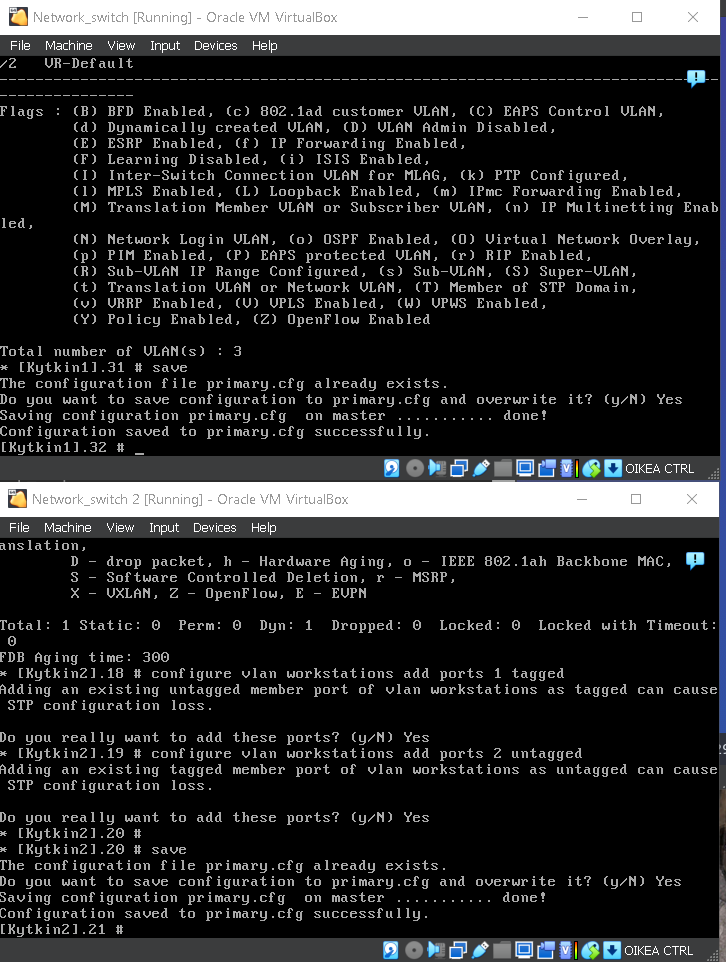 Network_switch [Running] - Oracle VM VirtualBox
File Machine View Input Devices Help
/2   VR-Default
--------------------------------------------------------------------------------
---------------
Flags : (B) BFD Enabled, (c) 802.1ad customer VLAN, (C) EAPS Control VLAN,
        (d) Dynamically created VLAN, (D) VLAN Admin Disabled,
        (E) ESRP Enabled, (f) IP Forwarding Enabled,
        (F) Learning Disabled, (i) ISIS Enabled,
        (I) Inter-Switch Connection VLAN for MLAG, (k) PTP Configured,
        (l) MPLS Enabled, (L) Loopback Enabled, (m) IPmc Forwarding Enabled,
        (M) Translation Member VLAN or Subscriber VLAN, (n) IP Multinetting Enab
led,
        (N) Network Login VLAN, (o) OSPF Enabled, (O) Virtual Network Overlay,
        (p) PIM Enabled, (P) EAPS protected VLAN, (r) RIP Enabled,
        (R) Sub-VLAN IP Range Configured, (s) Sub-VLAN, (S) Super-VLAN,
        (t) Translation VLAN or Network VLAN, (T) Member of STP Domain,
        (v) VRRP Enabled, (V) VPLS Enabled, (W) VPWS Enabled,
        (Y) Policy Enabled, (Z) OpenFlow Enabled
Total number of VLAN(s) : 3
* [Kytkin1].31 # save
The configuration file primary.cfg already exists.
Do you want to save configuration to primary.cfg and overwrite it? (y/N) Yes
Saving configuration primary.cfg  on master ........... done!
Configuration saved to primary.cfg successfully.
[Kytkin1].32 # _
OIKEA CTRL
Network_switch 2 [Running] - Oracle VM VirtualBox
File Machine View Input Devices Help
anslation,
        D - drop packet, h - Hardware Aging, o - IEEE 802.1ah Backbone MAC,
        S - Software Controlled Deletion, r - MSRP,
        X - VXLAN, Z - OpenFlow, E - EVPN
Total: 1 Static: 0  Perm: 0  Dyn: 1  Dropped: 0  Locked: 0  Locked with Timeout:
 0
FDB Aging time: 300
* [Kytkin2].18 # configure vlan workstations add ports 1 tagged
Adding an existing untagged member port of vlan workstations as tagged can cause
 STP configuration loss.
Do you really want to add these ports? (y/N) Yes
* [Kytkin2].19 # configure vlan workstations add ports 2 untagged
Adding an existing tagged member port of vlan workstations as untagged can cause
 STP configuration loss.
Do you really want to add these ports? (y/N) Yes
* [Kytkin2].20 #
* [Kytkin2].20 # save
The configuration file primary.cfg already exists.
Do you want to save configuration to primary.cfg and overwrite it? (y/N) Yes
Saving configuration primary.cfg  on master ........... done!
Configuration saved to primary.cfg successfully.
[Kytkin2].21 #
OIKEA CTRL